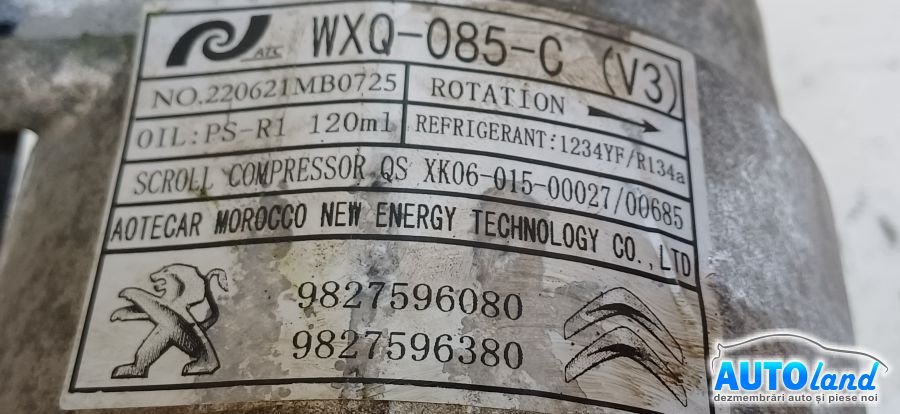 ATC WXQ-085-C (V3)
NO.220621MB0725 ROTATION
OIL:PS-R1 120ml REFRIGERANT:1234YF/R134a
SCROLL COMPRESSOR QS XK06-015-00027/00685
AOTECAR MOROCCO NEW ENERGY TECHNOLOGY CO.,LTD
9827596080
9827596380
AUTOland
dezmembrări auto și piese noi